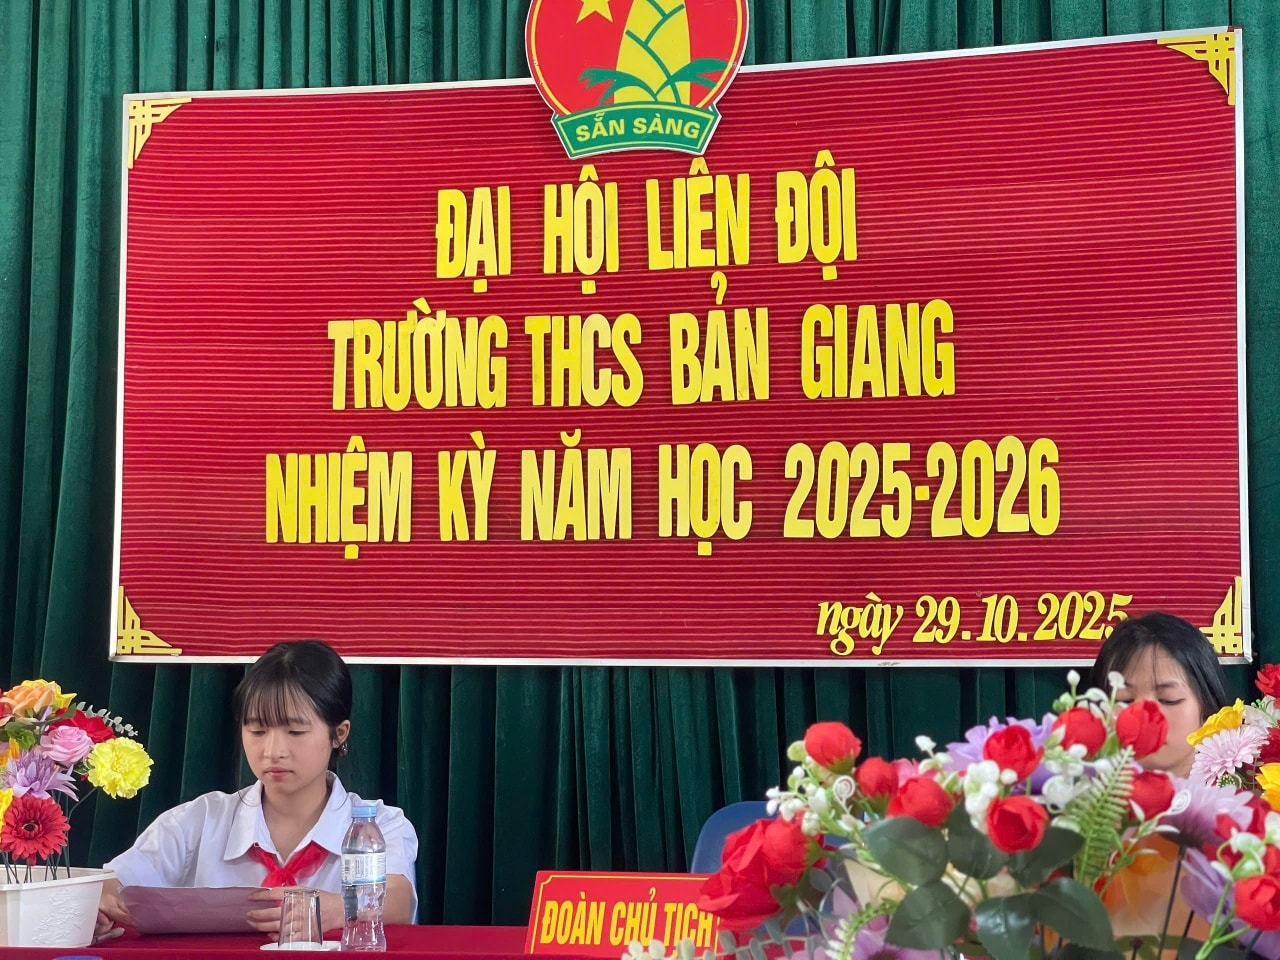 SẴN SÀNG
ĐẠI HỘI LIÊN ĐỘI
TRƯỜNG THCS BẢN GIANG
NHIỆM KỲ NĂM HỌC 2025-2026
ngày 29.10.2025
ĐOÀN CHỦ TỊCH